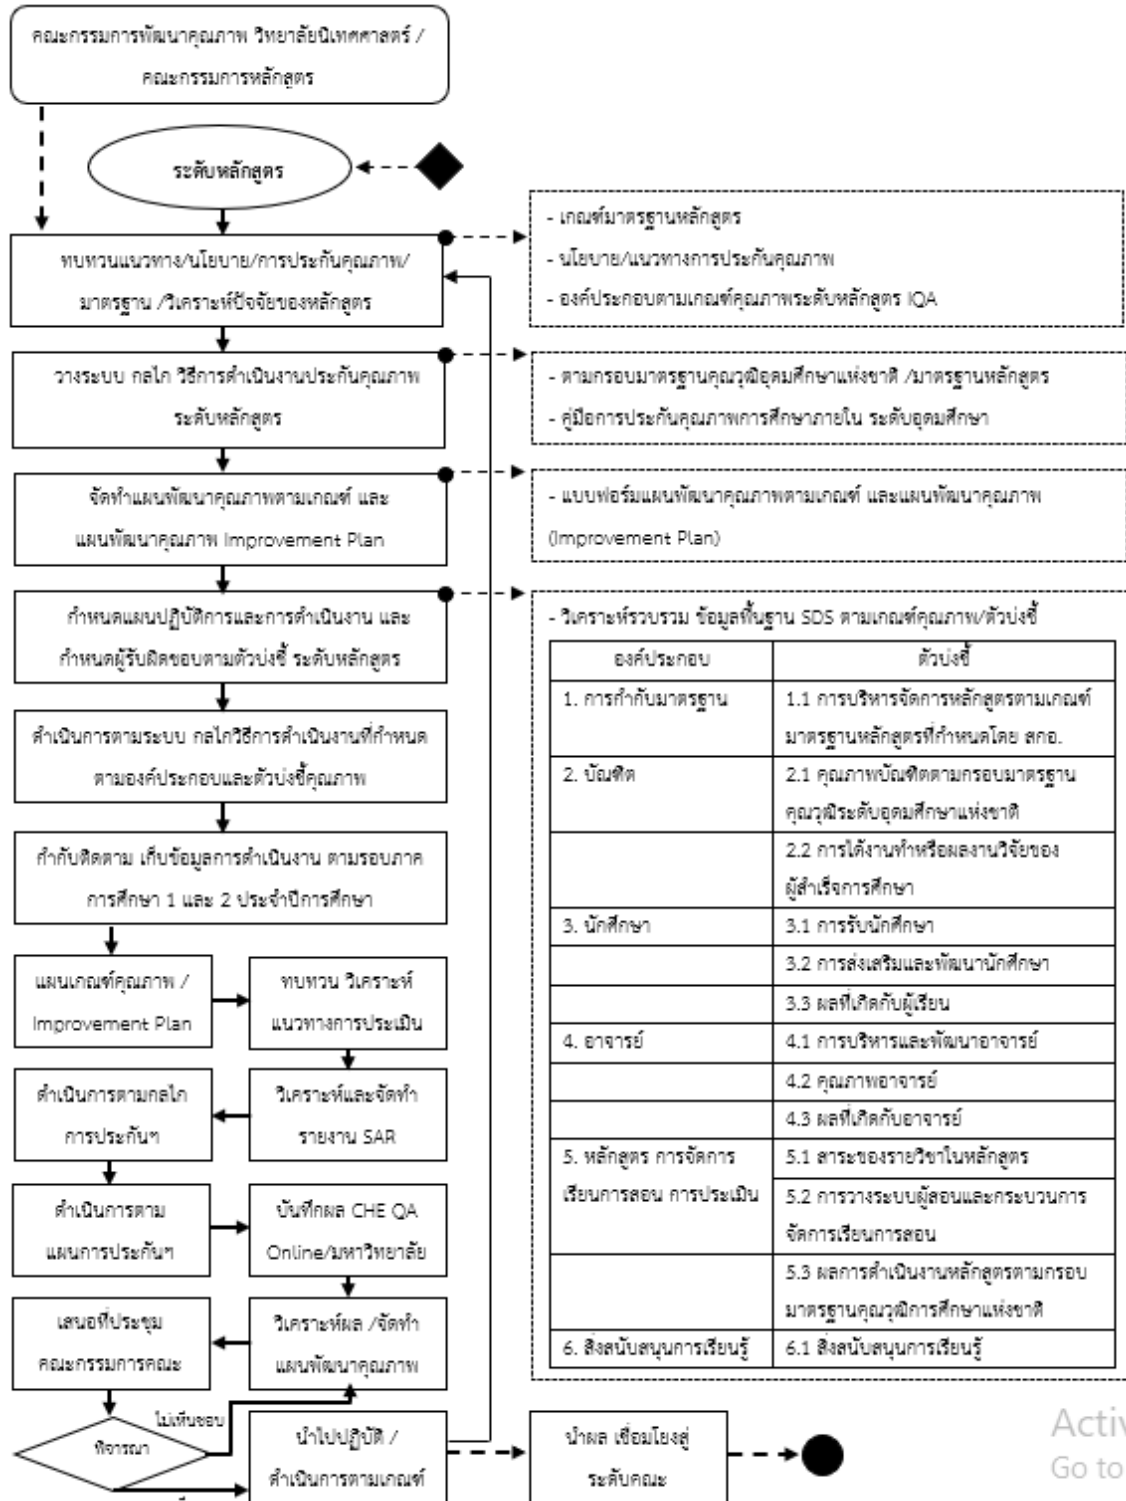 คณะกรรมการพัฒนาคุณภาพ วิทยาลัยนิเทศศาสตร์ /
คณะกรรมการหลักสูตร
ระดับหลักสูตร
ทบทวนแนวทาง/นโยบาย/การประกันคุณภาพ/
มาตรฐาน /วิเคราะห์ปัจจัยของหลักสูตร
- เกณฑ์มาตรฐานหลักสูตร
- นโยบาย/แนวทางการประกันคุณภาพ
- องค์ประกอบตามเกณฑ์คุณภาพระดับหลักสูตร IQA
วางระบบ กลไก วิธีการดำเนินงานประกันคุณภาพ
ระดับหลักสูตร
- ตามกรอบมาตรฐานคุณวุฒิอุดมศึกษาแห่งชาติ /มาตรฐานหลักสูตร
- คู่มือการประกันคุณภาพการศึกษาภายใน ระดับอุดมศึกษา
จัดทำแผนพัฒนาคุณภาพตามเกณฑ์ และ
แผนพัฒนาคุณภาพ Improvement Plan
- แบบฟอร์มแผนพัฒนาคุณภาพตามเกณฑ์ และแผนพัฒนาคุณภาพ
(Improvement Plan)
กำหนดแผนปฏิบัติการและการดำเนินงาน และ
กำหนดผู้รับผิดชอบตามตัวบ่งชี้ ระดับหลักสูตร
ดำเนินการตามระบบ กลไกวิธีการดำเนินงานที่กำหนด
ตามองค์ประกอบและตัวบ่งชี้คุณภาพ
กำกับติดตาม เก็บข้อมูลการดำเนินงาน ตามรอบภาค
การศึกษา 1 และ 2 ประจำปีการศึกษา
แผนเกณฑ์คุณภาพ /
Improvement Plan
ทบทวน วิเคราะห์
แนวทางการประเมิน
ดำเนินการตามกลไก
การประกันฯ
วิเคราะห์และจัดทำ
รายงาน SAR
ดำเนินการตาม
แผนการประกันฯ
บันทึกผล CHE QA
Online/มหาวิทยาลัย
เสนอที่ประชุม
คณะกรรมการคณะ
วิเคราะห์ผล /จัดทำ
แผนพัฒนาคุณภาพ
- วิเคราะห์รวบรวม ข้อมูลพื้นฐาน SDS ตามเกณฑ์คุณภาพ/ตัวบ่งชี้
องค์ประกอบ ตัวบ่งชี้
1. การกำกับมาตรฐาน 1.1 การบริหารจัดการหลักสูตรตามเกณฑ์
มาตรฐานหลักสูตรที่กำหนดโดย สกอ.
2. บัณฑิต 2.1 คุณภาพบัณฑิตตามกรอบมาตรฐาน
คุณวุฒิระดับอุดมศึกษาแห่งชาติ
2.2 การได้งานทำหรือผลงานวิจัยของ
ผู้สำเร็จการศึกษา
3. นักศึกษา 3.1 การรับนักศึกษา
3.2 การส่งเสริมและพัฒนานักศึกษา
3.3 ผลที่เกิดกับผู้เรียน
4. อาจารย์ 4.1 การบริหารและพัฒนาอาจารย์
4.2 คุณภาพอาจารย์
4.3 ผลที่เกิดกับอาจารย์
5. หลักสูตร การจัดการ 5.1 สาระของรายวิชาในหลักสูตร
เรียนการสอน การประเมิน 5.2 การวางระบบผู้สอนและกระบวนการ
จัดการเรียนการสอน
5.3 ผลการดำเนินงานหลักสูตรตามกรอบ
มาตรฐานคุณวุฒิการศึกษาแห่งชาติ
6. สิ่งสนับสนุนการเรียนรู้ 6.1 สิ่งสนับสนุนการเรียนรู้
ไม่เห็นชอบ
พิจารณา
นำไปปฏิบัติ /
ดำเนินการตามเกณฑ์
นำผล เชื่อมโยงสู่
ระดับคณะ
Activ
Go to